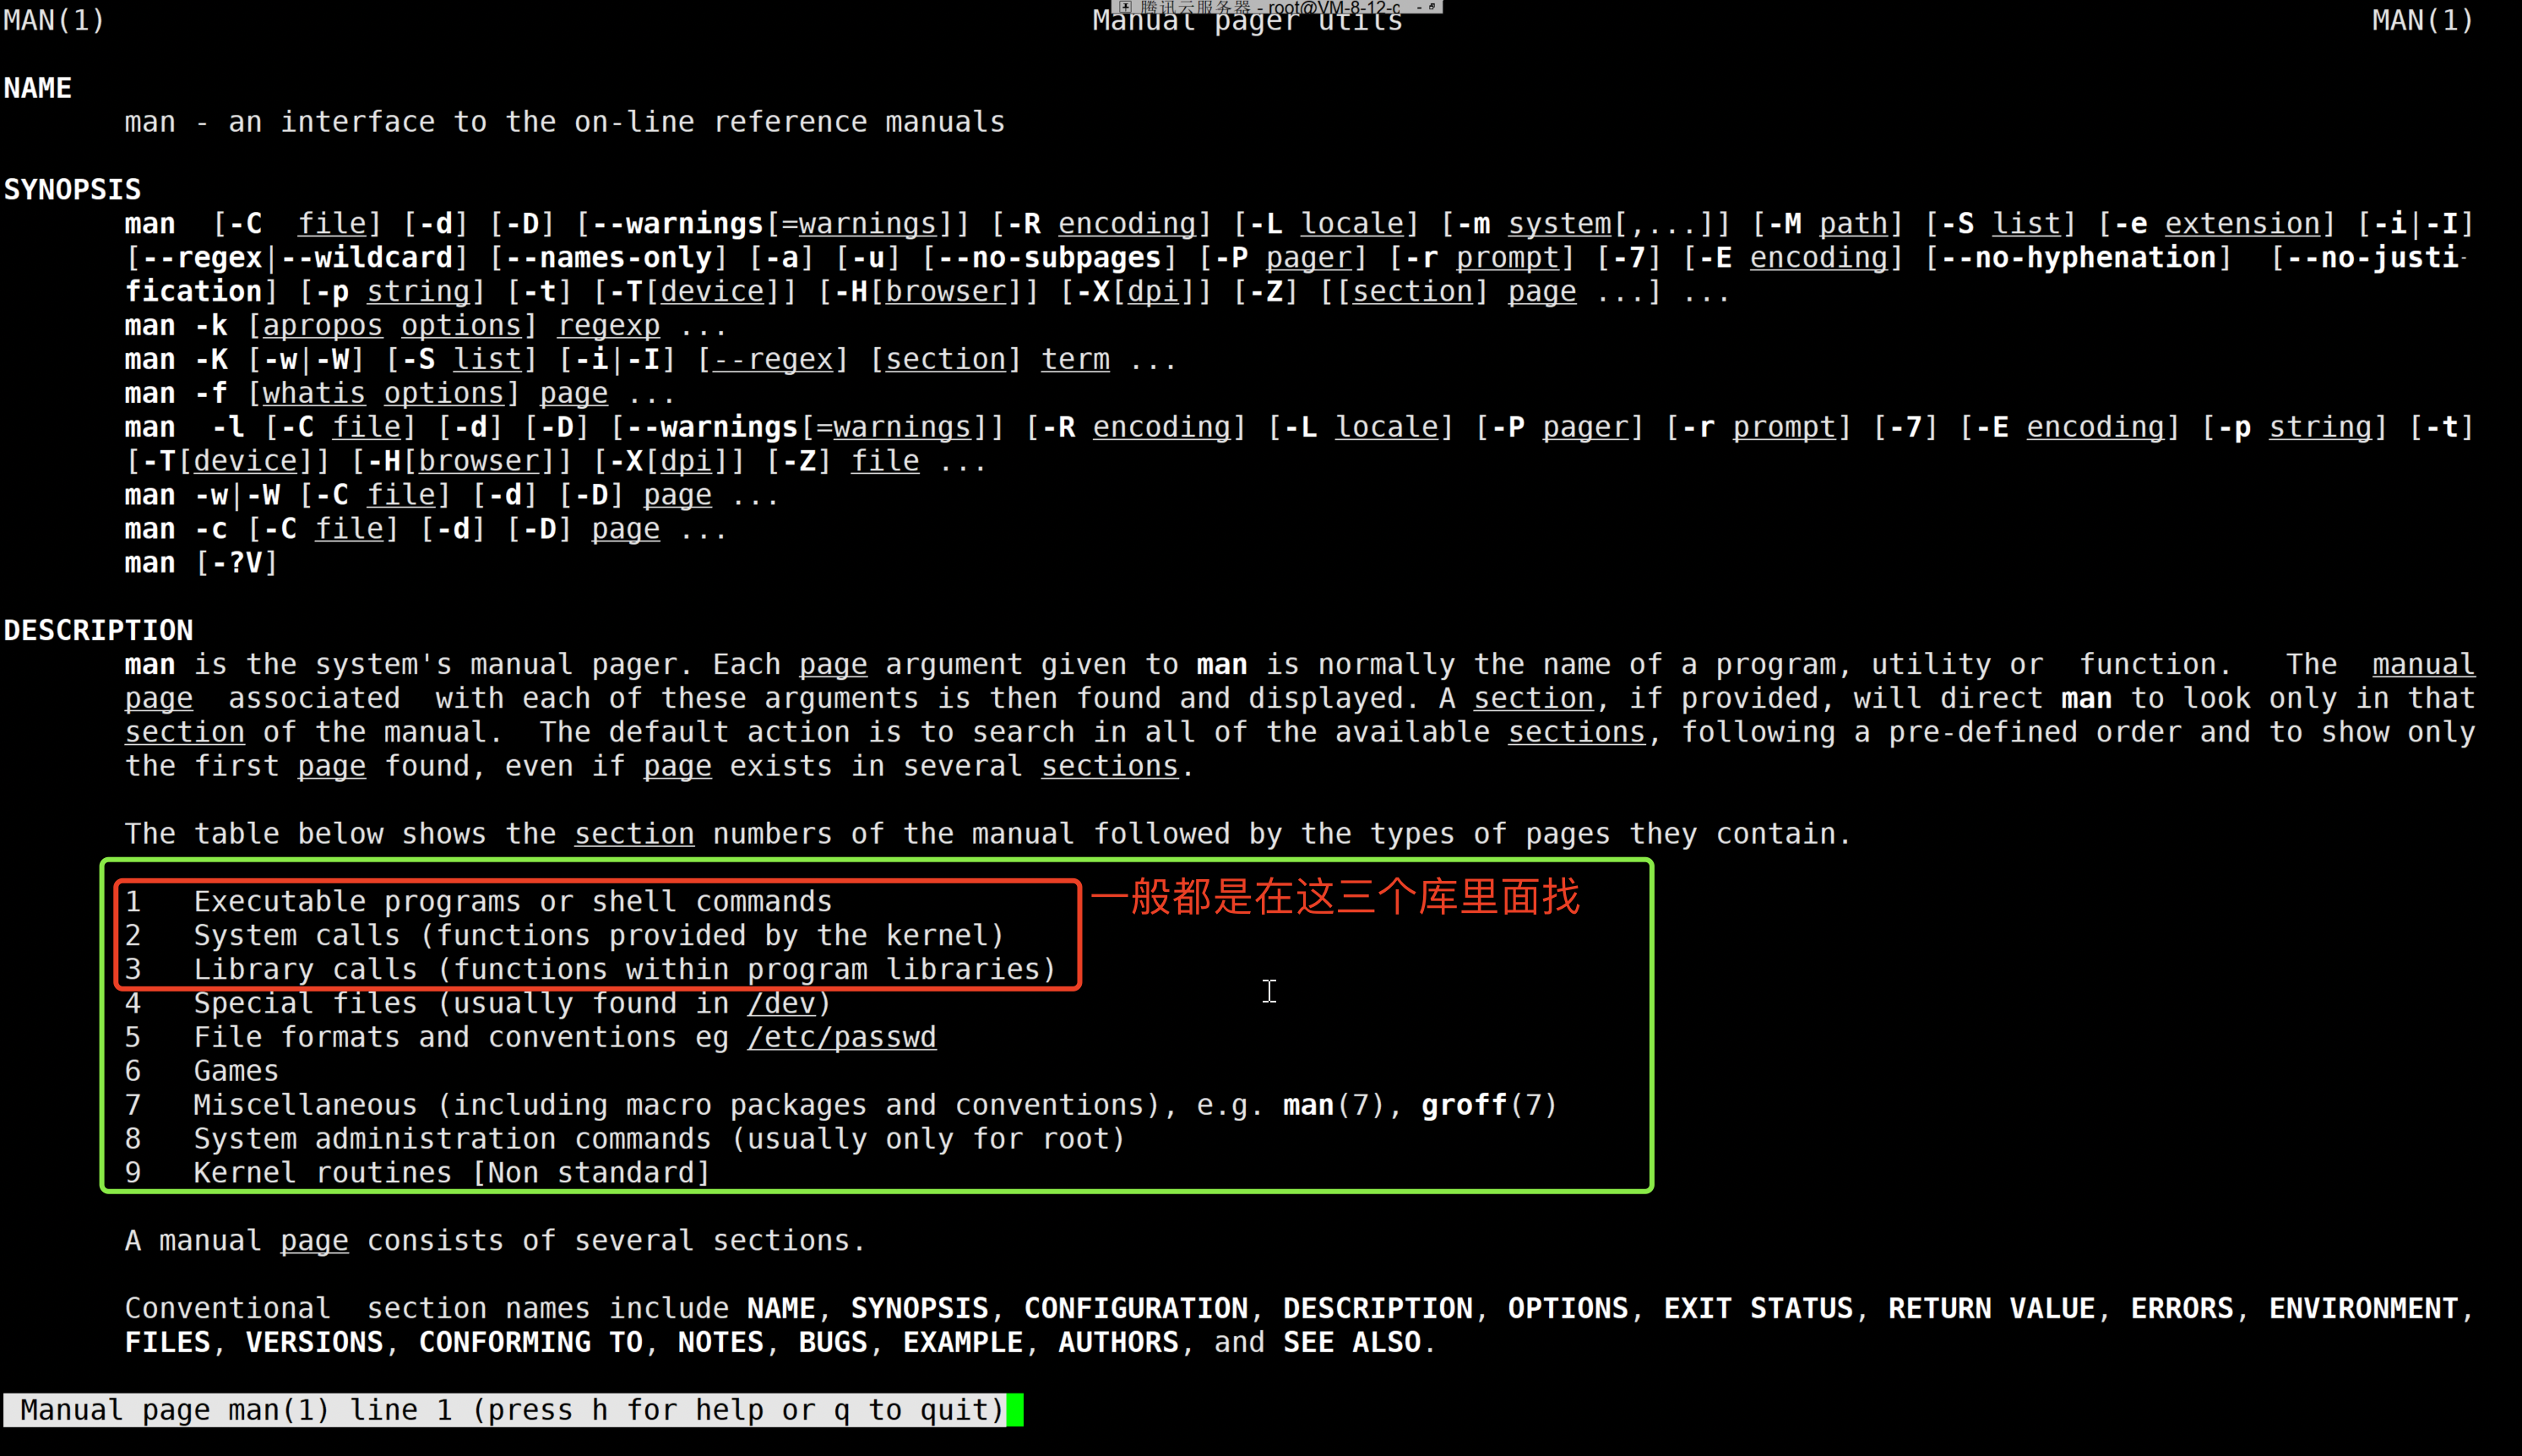 腾讯云服务器 - root@VM-8-12-c
MAN(1) Manual pager utils MAN(1)
NAME
man - an interface to the on-line reference manuals
SYNOPSIS
man [-C file] [-d] [-D] [--warnings[=warnings]] [-R encoding] [-L locale] [-m system[,...]] [-M path] [-S list] [-e extension] [-i|-I]
[--regex|--wildcard] [--names-only] [-a] [-u] [--no-subpages] [-P pager] [-r prompt] [-7] [-E encoding] [--no-hyphenation] [--no-justi-
fication] [-p string] [-t] [-T[device]] [-H[browser]] [-X[dpi]] [-Z] [[section] page ...] ...
man -k [apropos options] regexp ...
man -K [-w|-W] [-S list] [-i|-I] [--regex] [section] term ...
man -f [whatis options] page ...
man -l [-C file] [-d] [-D] [--warnings[=warnings]] [-R encoding] [-L locale] [-P pager] [-r prompt] [-7] [-E encoding] [-p string] [-t]
[-T[device]] [-H[browser]] [-X[dpi]] [-Z] file ...
man -w|-W [-C file] [-d] [-D] page ...
man -c [-C file] [-d] [-D] page ...
man [-?V]
DESCRIPTION
man is the system's manual pager. Each page argument given to man is normally the name of a program, utility or function. The manual
page associated with each of these arguments is then found and displayed. A section, if provided, will direct man to look only in that
section of the manual. The default action is to search in all of the available sections, following a pre-defined order and to show only
the first page found, even if page exists in several sections.
The table below shows the section numbers of the manual followed by the types of pages they contain.
1 Executable programs or shell commands 一般都是在这三个库里面找
2 System calls (functions provided by the kernel)
3 Library calls (functions within program libraries)
4 Special files (usually found in /dev)
5 File formats and conventions eg /etc/passwd
6 Games
7 Miscellaneous (including macro packages and conventions), e.g. man(7), groff(7)
8 System administration commands (usually only for root)
9 Kernel routines [Non standard]
A manual page consists of several sections.
Conventional section names include NAME, SYNOPSIS, CONFIGURATION, DESCRIPTION, OPTIONS, EXIT STATUS, RETURN VALUE, ERRORS, ENVIRONMENT,
FILES, VERSIONS, CONFORMING TO, NOTES, BUGS, EXAMPLE, AUTHORS, and SEE ALSO.
Manual page man(1) line 1 (press h for help or q to quit)